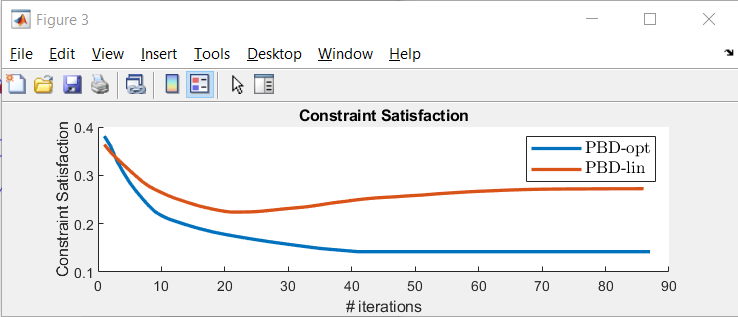 Figure 3
File Edit View Insert Tools Desktop Window Help
Constraint Satisfaction
Constraint Satisfaction
0.4
0.3
0.2
0.1
PBD-opt
PBD-lin
0 10 20 30 40 50 60 70 80 90
# iterations